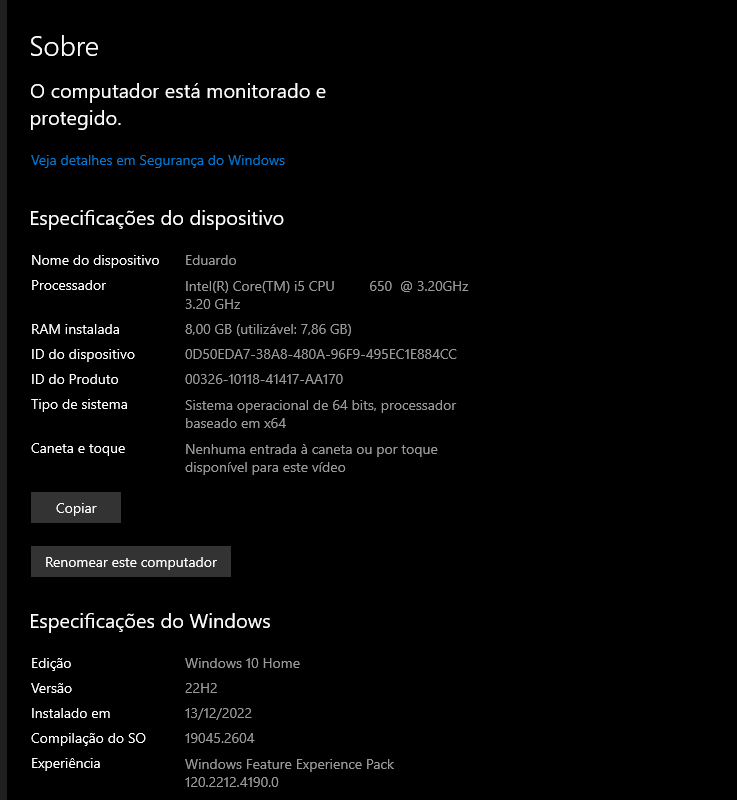 Sobre
O computador está monitorado e
protegido.
Veja detalhes em Segurança do Windows
Especificações do dispositivo
Nome do dispositivo Eduardo
Processador Intel(R) Core(TM) i5 CPU 650 @ 3.20GHz
3.20 GHz
RAM instalada 8,00 GB (utilizável: 7,86 GB)
ID do dispositivo 0D50EDA7-38A8-480A-96F9-495EC1E884CC
ID do Produto 00326-10118-41417-AA170
Tipo de sistema Sistema operacional de 64 bits, processador
baseado em x64
Caneta e toque Nenhuma entrada à caneta ou por toque
disponível para este vídeo
Copiar
Renomear este computador
Especificações do Windows
Edição Windows 10 Home
Versão 22H2
Instalado em 13/12/2022
Compilação do SO 19045.2604
Experiência Windows Feature Experience Pack
120.2212.4190.0